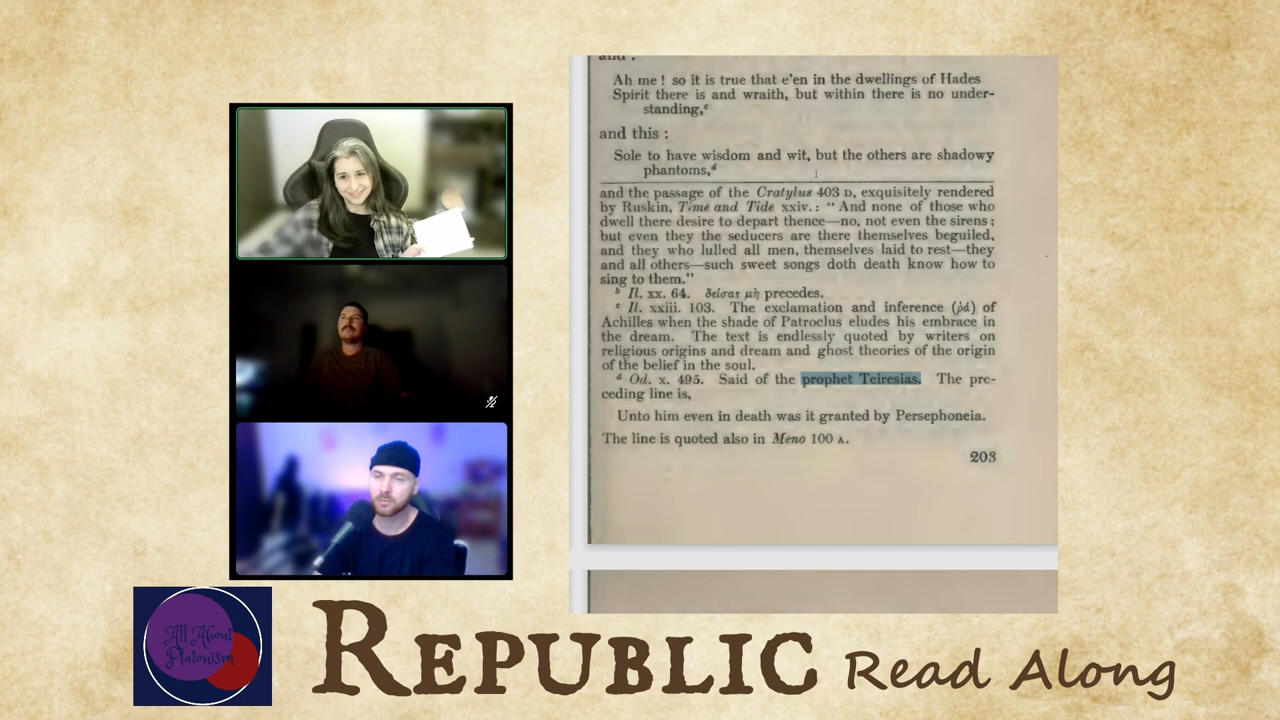 and :
Ah me ! so it is true that e'en in the dwellings of Hades
Spirit there is and wraith, but within there is no under-
standing,ᶜ
and this :
Sole to have wisdom and wit, but the others are shadowy
phantoms,ᵈ
and the passage of the Cratylus 403 D, exquisitely rendered
by Ruskin, Time and Tide xxiv. : “ And none of those who
dwell there desire to depart thence—no, not even the sirens ;
but even they the seducers are there themselves beguiled,
and they who lulled all men, themselves laid to rest—they
and all others—such sweet songs doth death know how to
sing to them.”
ᵇ Il. xx. 64. δείσας μὴ precedes.
ᶜ Il. xxiii. 103. The exclamation and inference (ῥά) of
Achilles when the shade of Patroclus eludes his embrace in
the dream. The text is endlessly quoted by writers on
religious origins and dream and ghost theories of the origin
of the belief in the soul.
ᵈ Od. x. 495. Said of the prophet Teiresias. The pre-
ceding line is,
Unto him even in death was it granted by Persephoneia.
The line is quoted also in Meno 100 A.
203
All About
Platonism
REPUBLIC Read Along